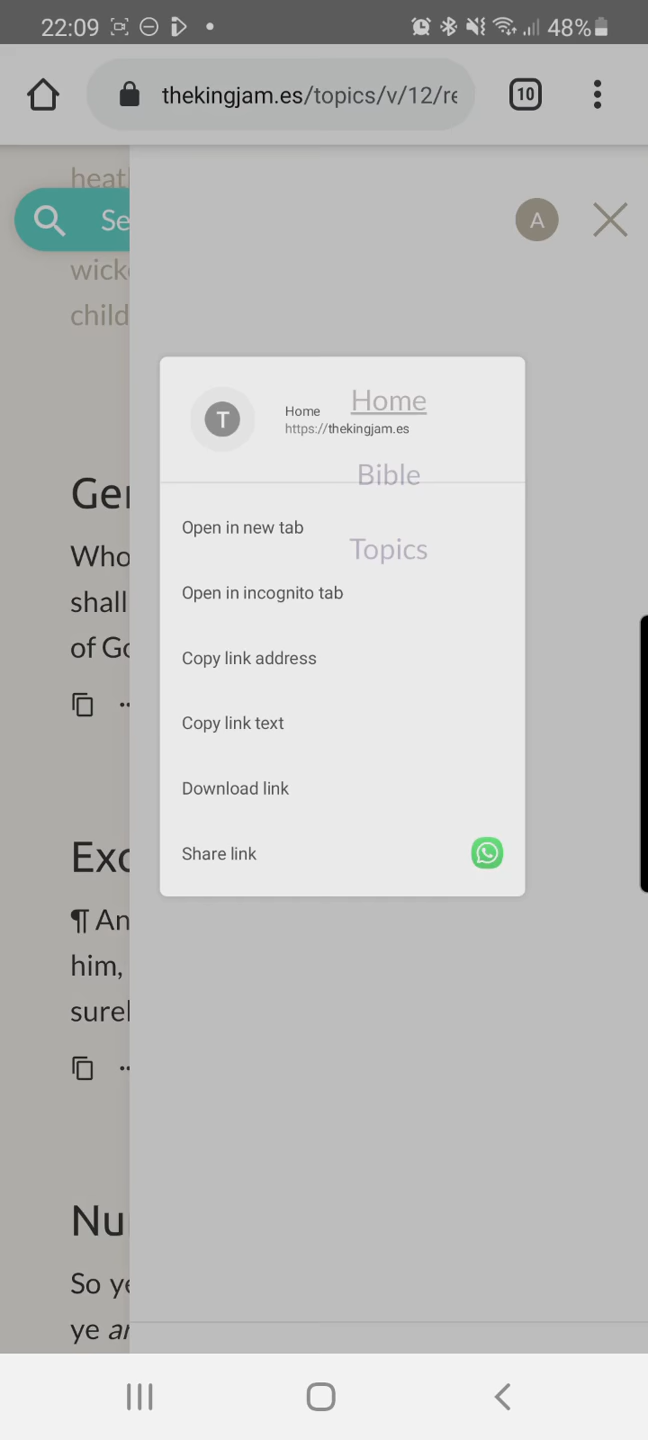 22:09
48%
thekingjam.es/topics/v/12/re
10
heat
Se
A
wick
child
T
Home
https://thekingjam.es
Home
Bible
Open in new tab
Topics
Open in incognito tab
Copy link address
Copy link text
Download link
Share link
Ge
Who
shall
of Go
Exc
¶ An
him,
surel
Nu
So ye
ye ar